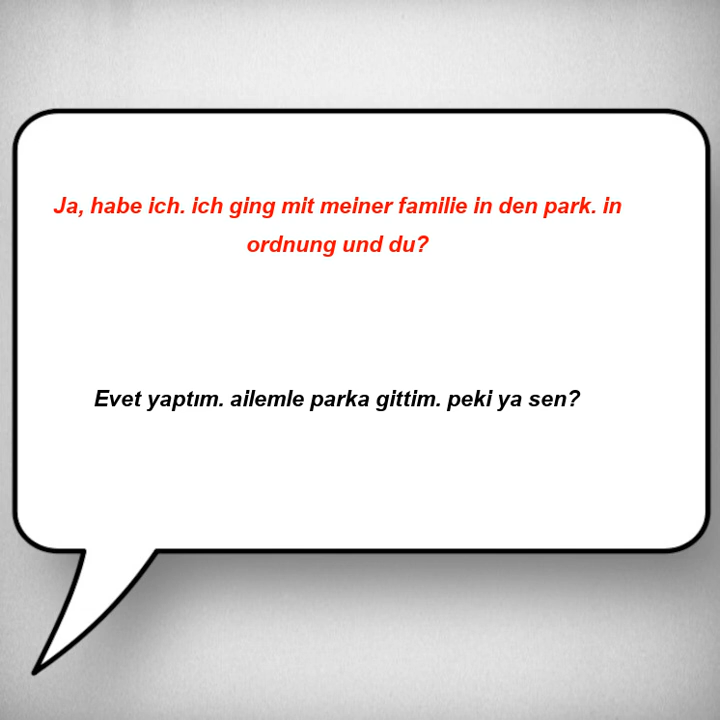 Ja, habe ich. ich ging mit meiner familie in den park. in
ordnung und du?
Evet yaptım. ailemle parka gittim. peki ya sen?